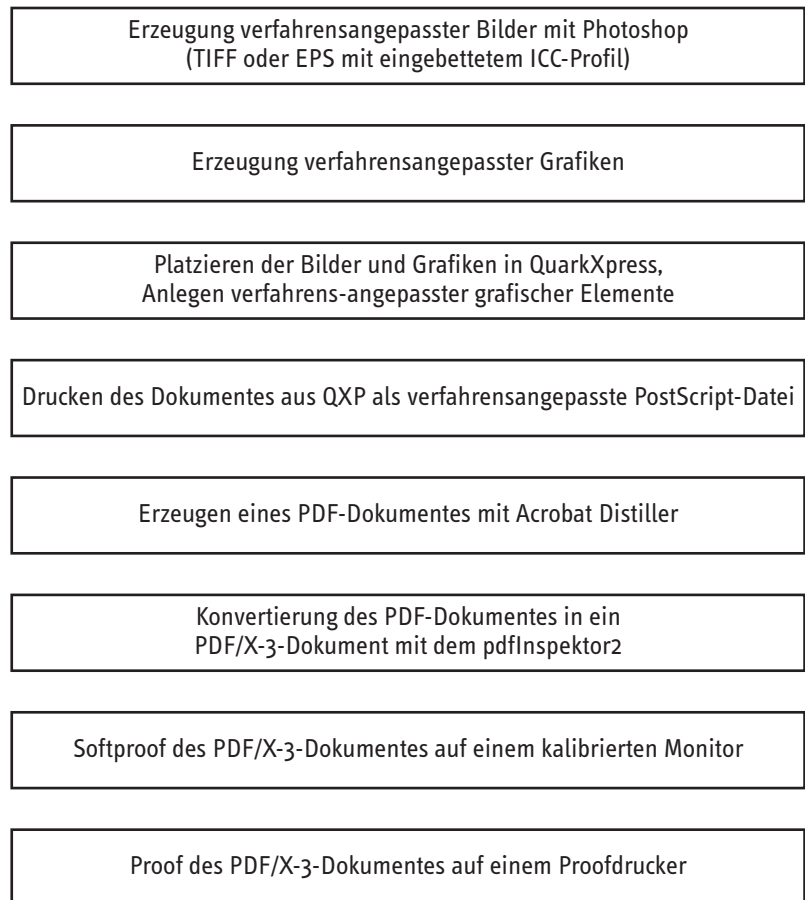 Erzeugung verfahrensangepasster Bilder mit Photoshop
(TIFF oder EPS mit eingebettetem ICC-Profil)
Erzeugung verfahrensangepasster Grafiken
Platzieren der Bilder und Grafiken in QuarkXpress,
Anlegen verfahrens-angepasster grafischer Elemente
Drucken des Dokumentes aus QXP als verfahrensangepasste PostScript-Datei
Erzeugen eines PDF-Dokumentes mit Acrobat Distiller
Konvertierung des PDF-Dokumentes in ein
PDF/X-3-Dokument mit dem pdfInspektor2
Softproof des PDF/X-3-Dokumentes auf einem kalibrierten Monitor
Proof des PDF/X-3-Dokumentes auf einem Proofdrucker